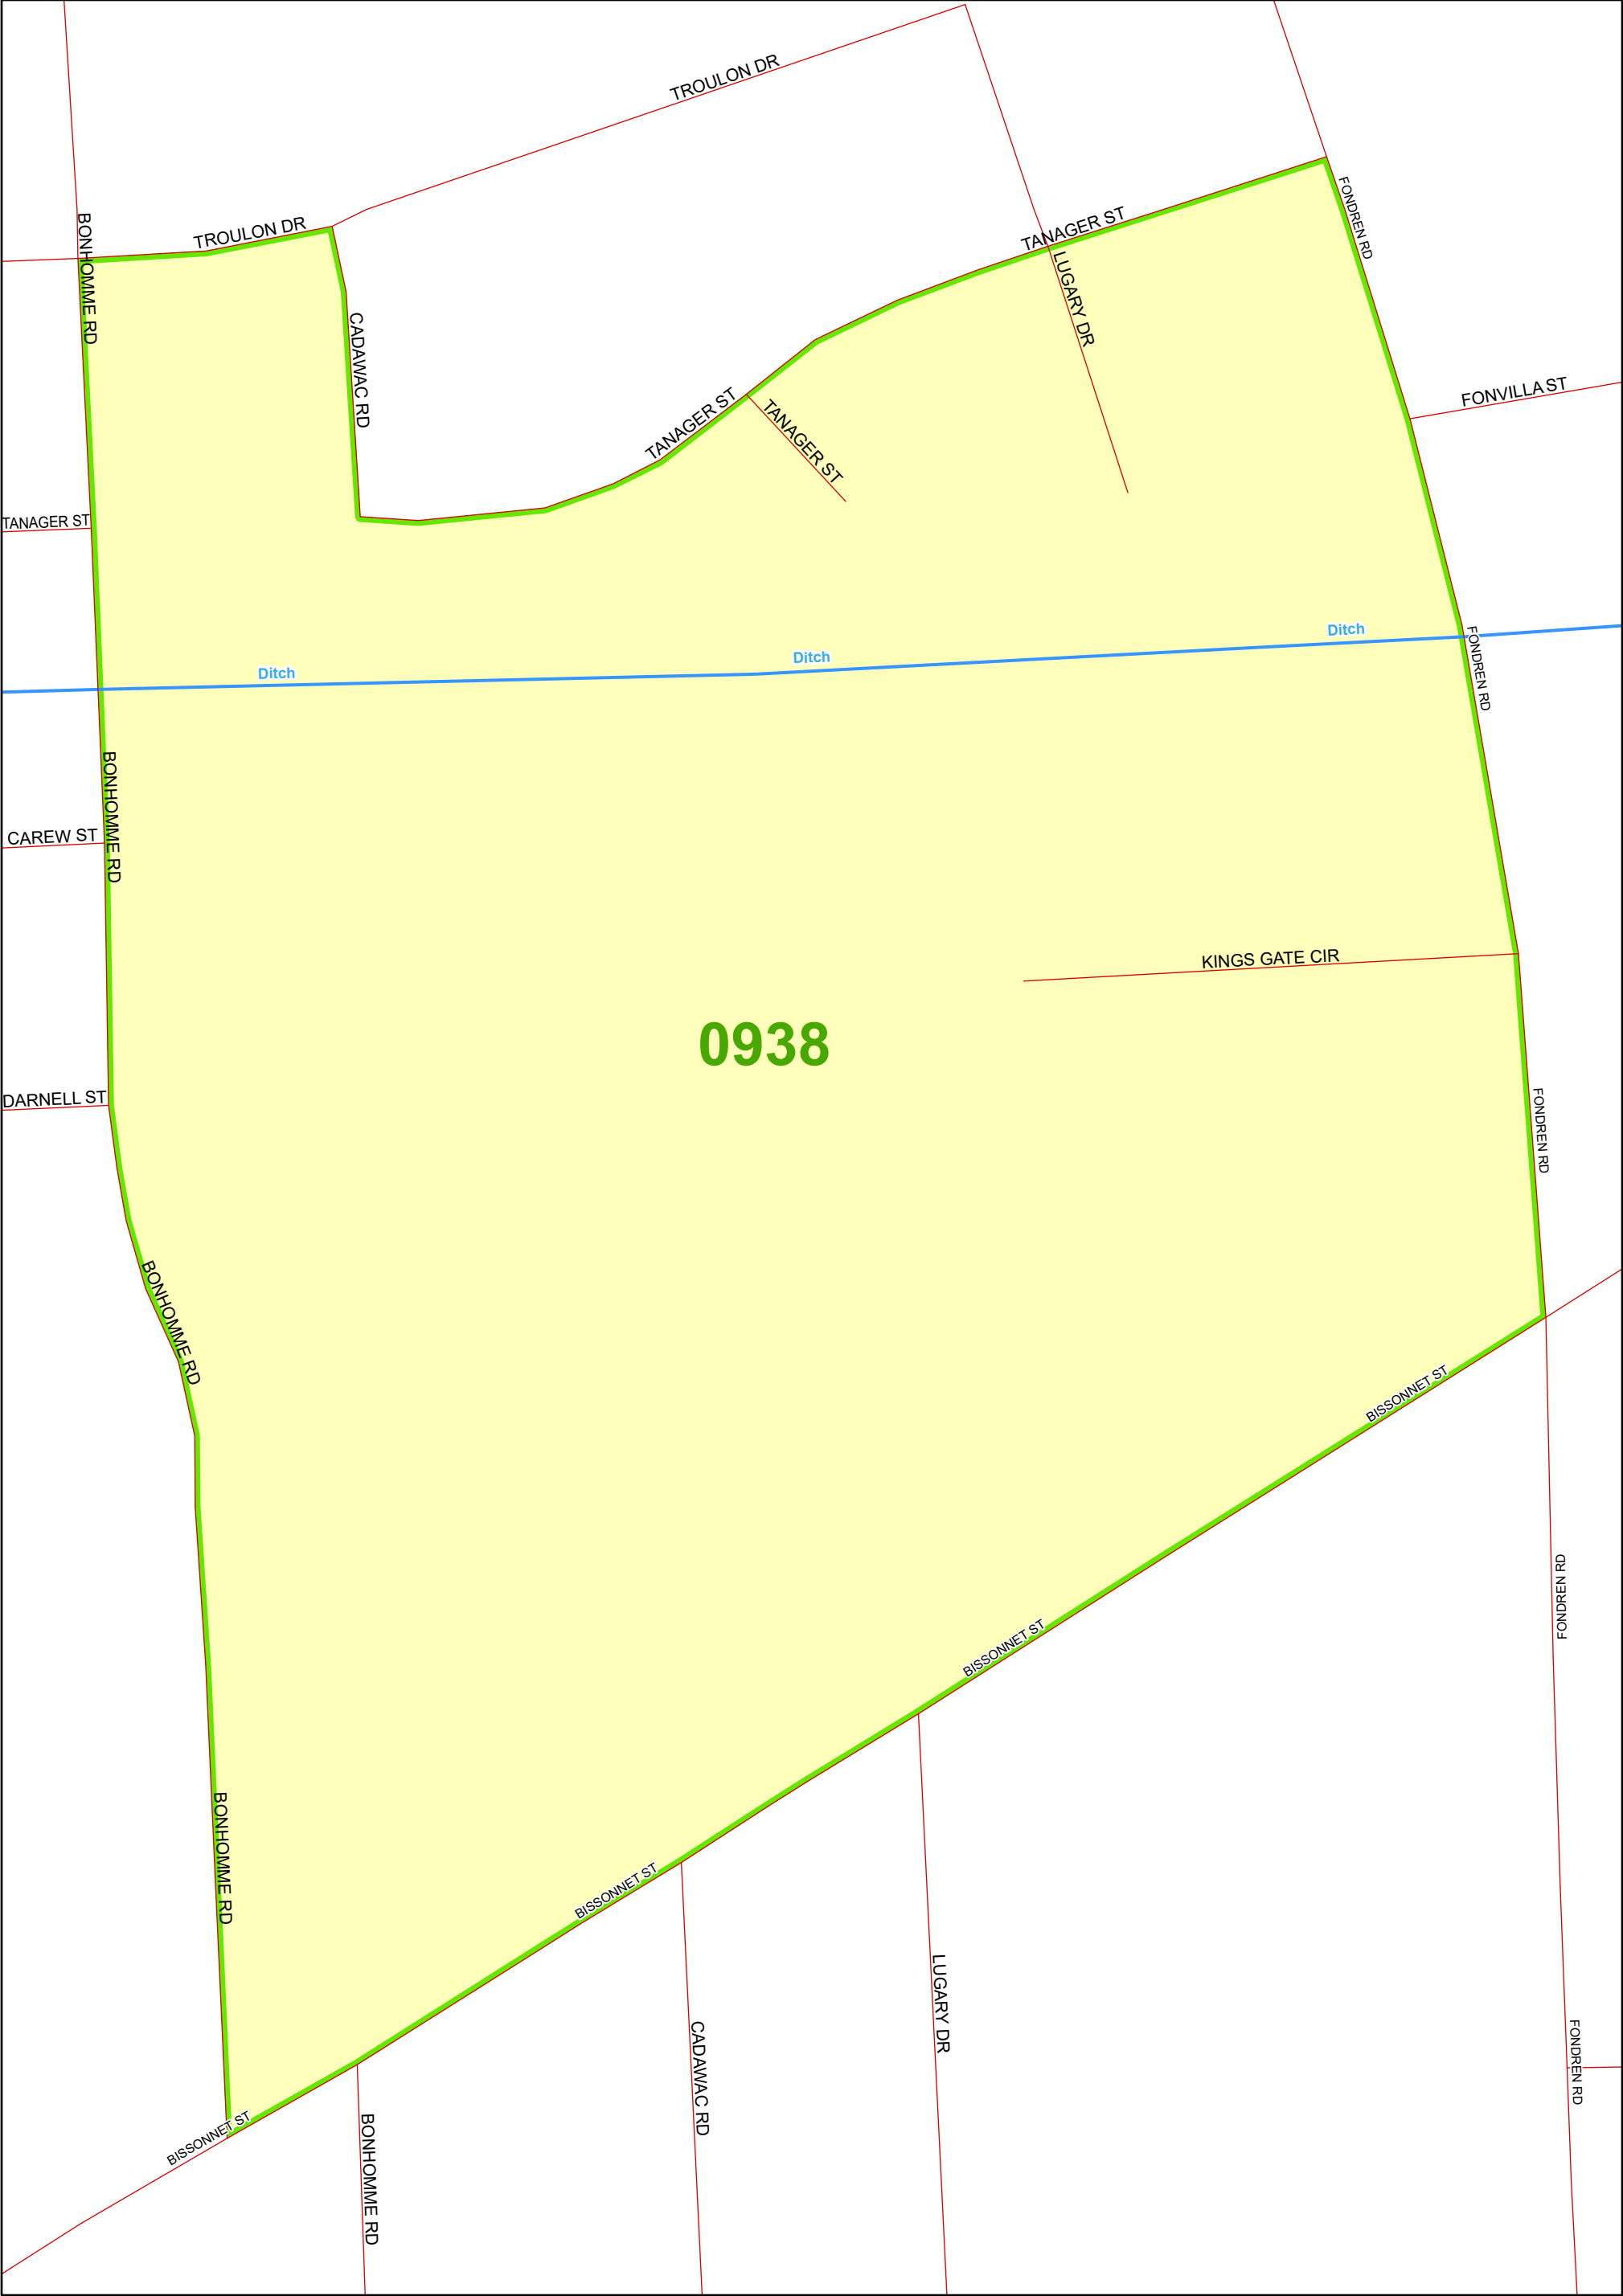 TROULON DR
TROULON DR
BONHOMME RD
TANAGER ST
FONDREN RD
LUGARY DR
CADAWAC RD
FONVILLA ST
TANAGER ST
TANAGER ST
TANAGER ST
Ditch
Ditch
Ditch
FONDREN RD
BONHOMME RD
CAREW ST
KINGS GATE CIR
0938
DARNELL ST
FONDREN RD
BONHOMME RD
BISSONNET ST
FONDREN RD
BISSONNET ST
BONHOMME RD
BISSONNET ST
LUGARY DR
CADAWAC RD
FONDREN RD
BISSONNET ST
BONHOMME RD